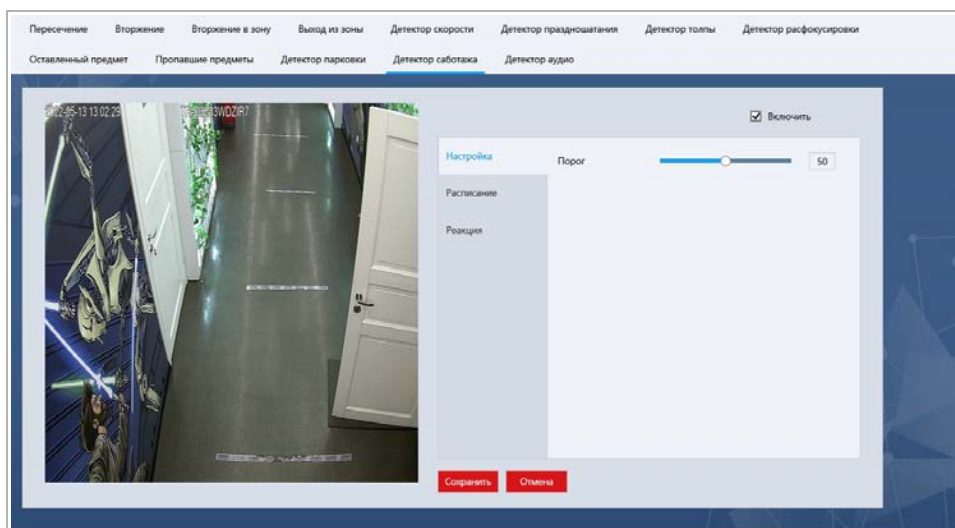 Пересечение Вторжение Вторжение в зону Выход из зоны Детектор скорости Детектор праздношатания Детектор толпы Детектор расфокусировки
Оставленный предмет Пропавшие предметы Детектор парковки Детектор саботажа Детектор аудио
2022-05-13 13:02:29
Включить
Настройка
Порог 50
Расписание
Реакция
Сохранить Отмена